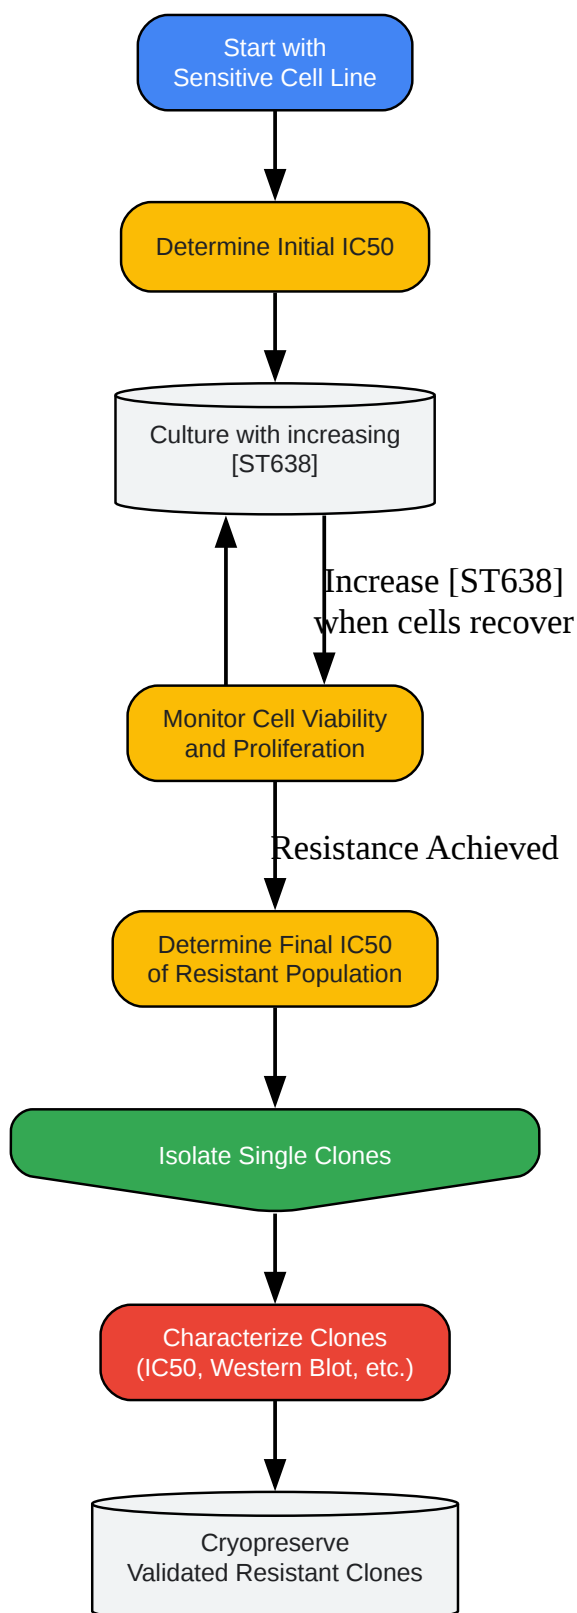 Start with
Sensitive Cell Line
Determine Initial IC50
Culture with increasing
[ST638]
Increase [ST638]
when cells recover
Monitor Cell Viability
and Proliferation
Resistance Achieved
Determine Final IC50
of Resistant Population
Isolate Single Clones
Characterize Clones
(IC50, Western Blot, etc.)
Cryopreserve
Validated Resistant Clones